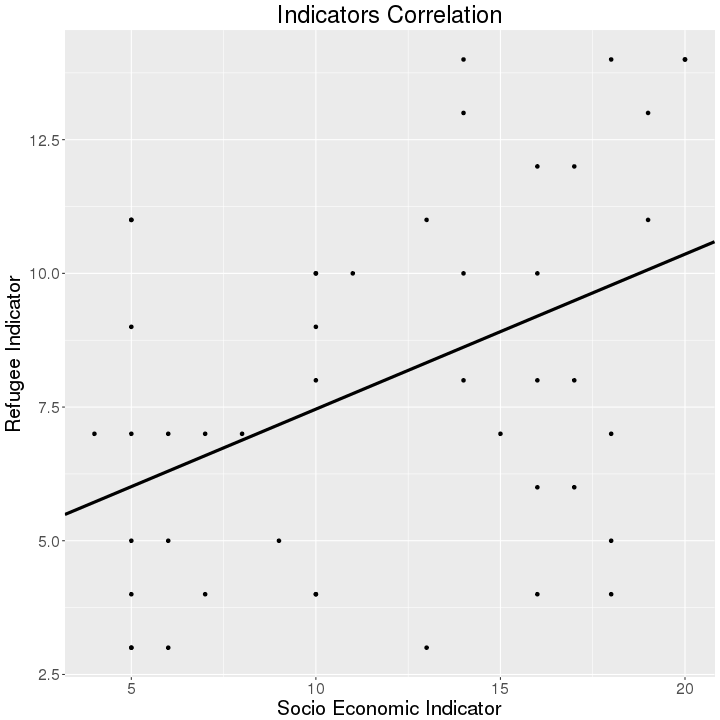 Indicators Correlation
Refugee Indicator
12.5
10.0
7.5
5.0
2.5
5 10 15 20
Socio Economic Indicator